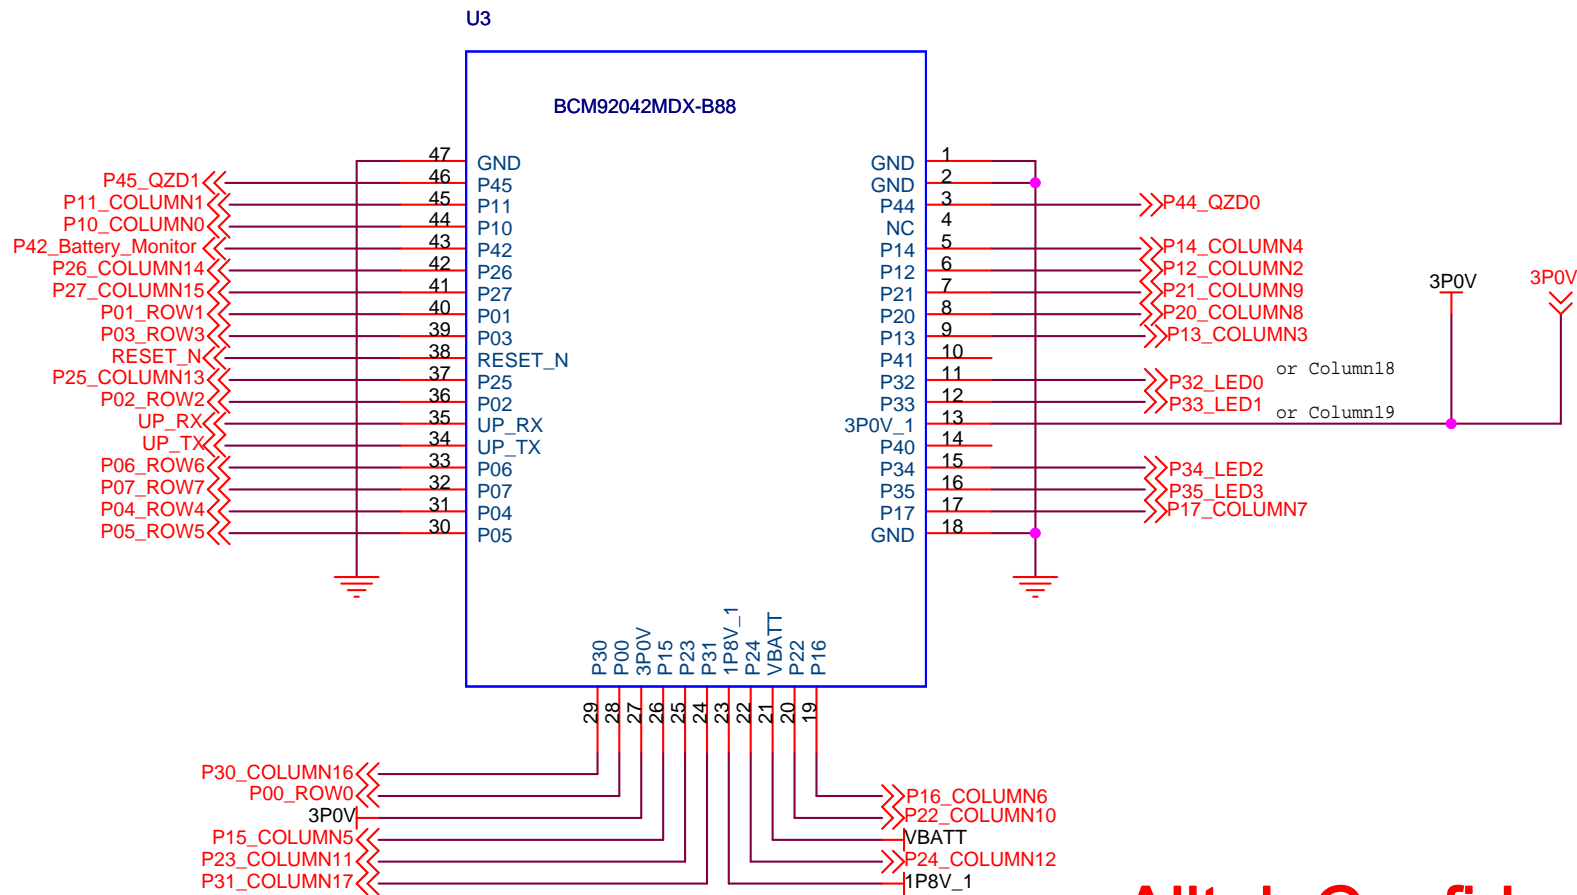 U3
BCM92042MDX-B88
P45_QZD1 46 P45
47 GND
P11_COLUMN1 45 P11
P10_COLUMN0 44 P10
P42_Battery_Monitor 43 P42
P26_COLUMN14 42 P26
P27_COLUMN15 41 P27
P01_ROW1 40 P01
P03_ROW3 39 P03
RESET_N 38 RESET_N
P25_COLUMN13 37 P25
P02_ROW2 36 P02
UP_RX 35 UP_RX
UP_TX 34 UP_TX
P06_ROW6 33 P06
P07_ROW7 32 P07
P04_ROW4 31 P04
P05_ROW5 30 P05
GND 1
GND 2
P44 3 P44_QZD0
NC 4
P14 5 P14_COLUMN4
P12 6 P12_COLUMN2
P21 7 P21_COLUMN9
P20 8 P20_COLUMN8
P13 9 P13_COLUMN3
P41 10
P32 11 P32_LED0 or Column18
P33 12 P33_LED1 or Column19
3P0V_1 13
3P0V 3P0V
P40 14
P34 15 P34_LED2
P35 16 P35_LED3
P17 17 P17_COLUMN7
GND 18
P30 P00 3P0V P15 P23 P31 1P8V_1 P24 VBATT P22 P16
29 28 27 26 25 24 23 22 21 20 19
P30_COLUMN16
P00_ROW0
3P0V
P15_COLUMN5
P23_COLUMN11
P31_COLUMN17
P16_COLUMN6
P22_COLUMN10
VBATT
P24_COLUMN12
1P8V_1